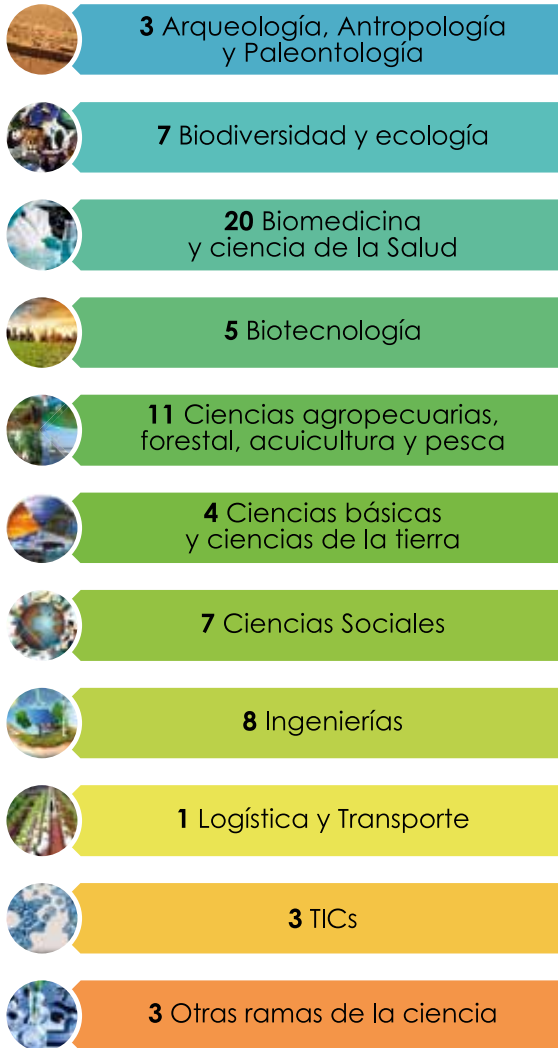 3 Arqueología, Antropología
y Paleontología
7 Biodiversidad y ecología
20 Biomedicina
y ciencia de la Salud
5 Biotecnología
11 Ciencias agropecuarias,
forestal, acuicultura y pesca
4 Ciencias básicas
y ciencias de la tierra
7 Ciencias Sociales
8 Ingenierías
1 Logística y Transporte
3 TICs
3 Otras ramas de la ciencia